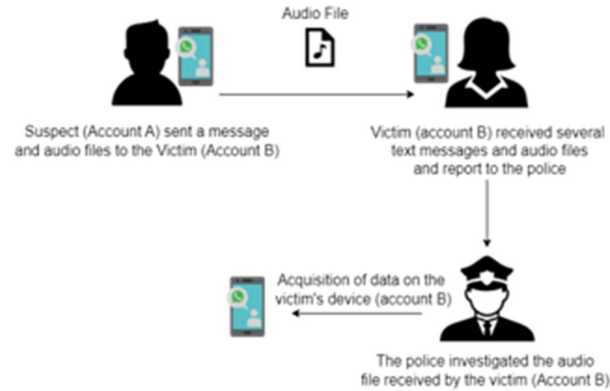 Audio File
Suspect (Account A) sent a message
and audio files to the Victim (Account B)
Victim (account B) received several
text messages and audio files
and report to the police
Acquisition of data on the
victim's device (account B)
The police investigated the audio
file received by the victim (Account B)